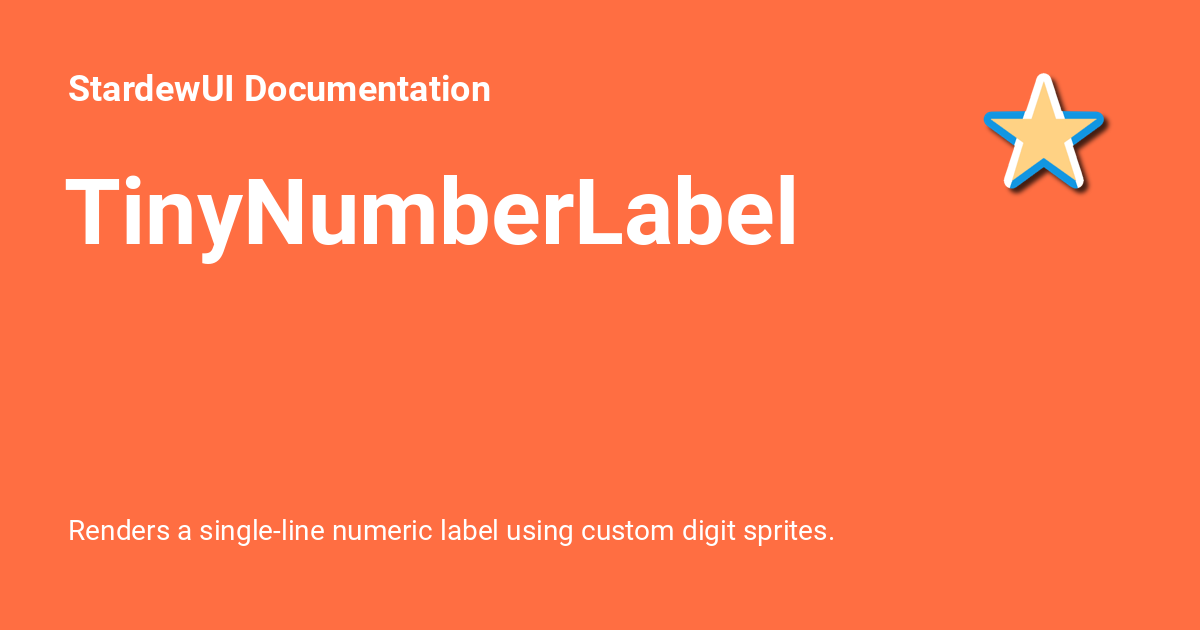 StardewUI Documentation
TinyNumberLabel
Renders a single-line numeric label using custom digit sprites.